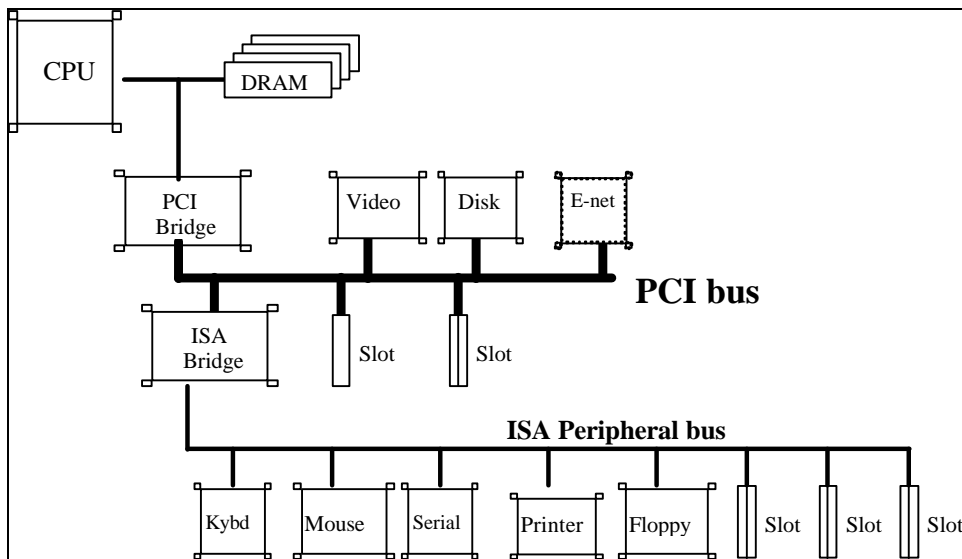 CPU
DRAM
PCI
Bridge
Video
Disk
E-net
PCI bus
ISA
Bridge
Slot
Slot
ISA Peripheral bus
Kybd
Mouse
Serial
Printer
Floppy
Slot
Slot
Slot